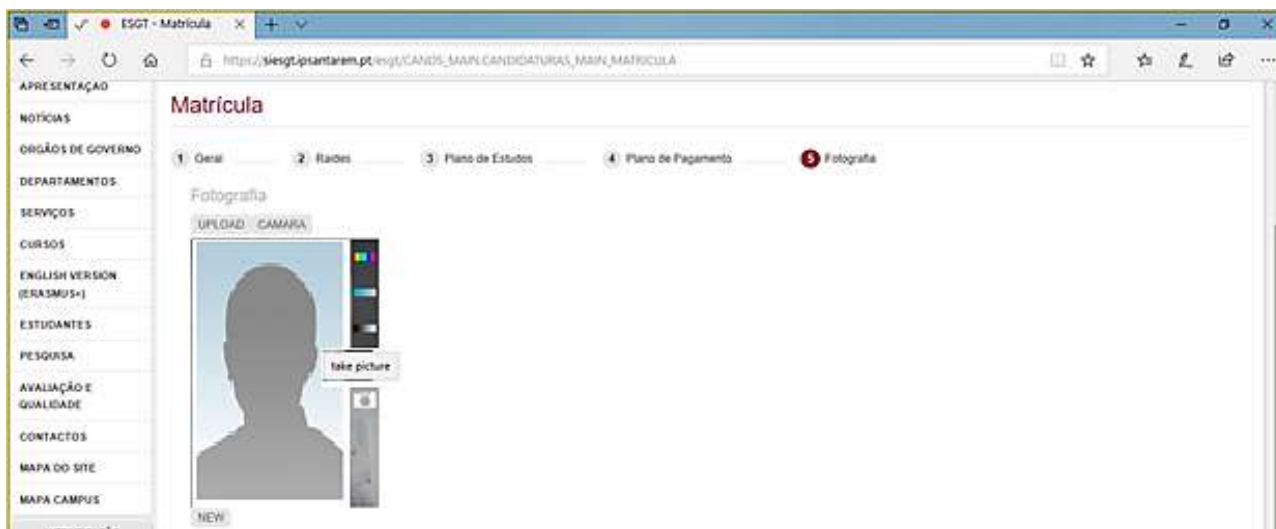 ESGT - Matrícula
https://siesgt.ipsantarem.pt/esgt/CANDS_MAIN.CANDIDATURAS_MAIN_MATRICULA
APRESENTAÇÃO
NOTÍCIAS
ORGÃOS DE GOVERNO
DEPARTAMENTOS
SERVIÇOS
CURSOS
ENGLISH VERSION
(ERASMUS+)
ESTUDANTES
PESQUISA
AVALIAÇÃO E
QUALIDADE
CONTACTOS
MAPA DO SITE
MAPA CAMPUS
Matrícula
1 Geral 2 Raides 3 Plano de Estudos 4 Plano de Pagamento 5 Fotografia
Fotografia
UPLOAD CAMARA
take picture
NEW